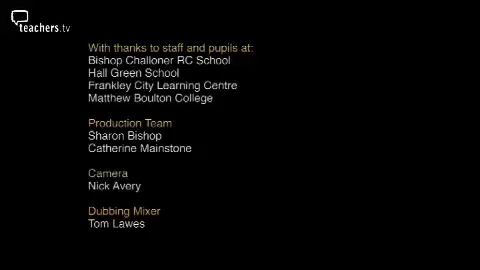 teachers.tv
With thanks to staff and pupils at:
Bishop Challoner RC School
Hall Green School
Frankley City Learning Centre
Matthew Boulton College
Production Team
Sharon Bishop
Catherine Mainstone
Camera
Nick Avery
Dubbing Mixer
Tom Lawes